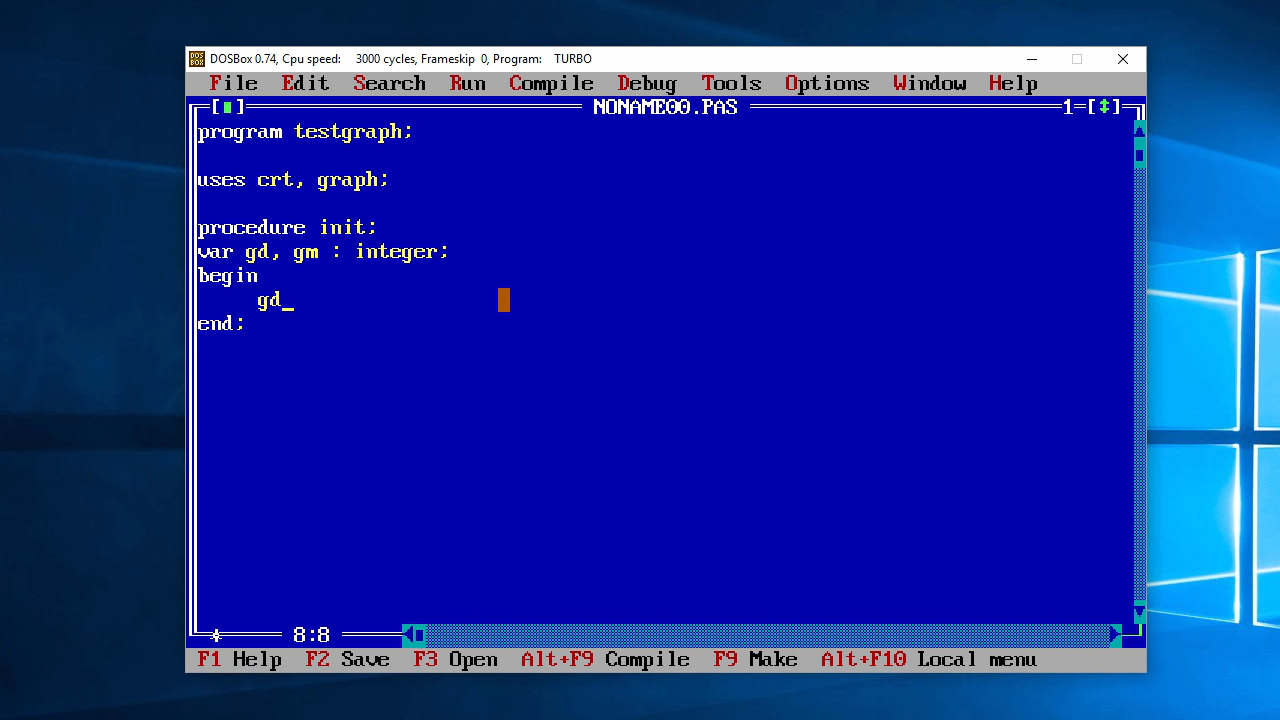 DOSBox 0.74, Cpu speed: 3000 cycles, Frameskip 0, Program: TURBO
File Edit Search Run Compile Debug Tools Options Window Help
[■] NONAME00.PAS 1=[↕]
program testgraph;
uses crt, graph;
procedure init;
var gd, gm : integer;
begin
gd_
end;
* 8:8
F1 Help F2 Save F3 Open Alt+F9 Compile F9 Make Alt+F10 Local menu